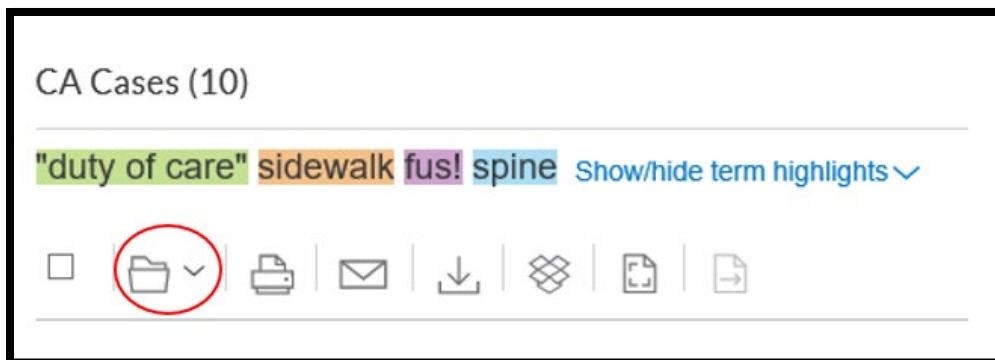 CA Cases (10)
"duty of care" sidewalk fus! spine Show/hide term highlights